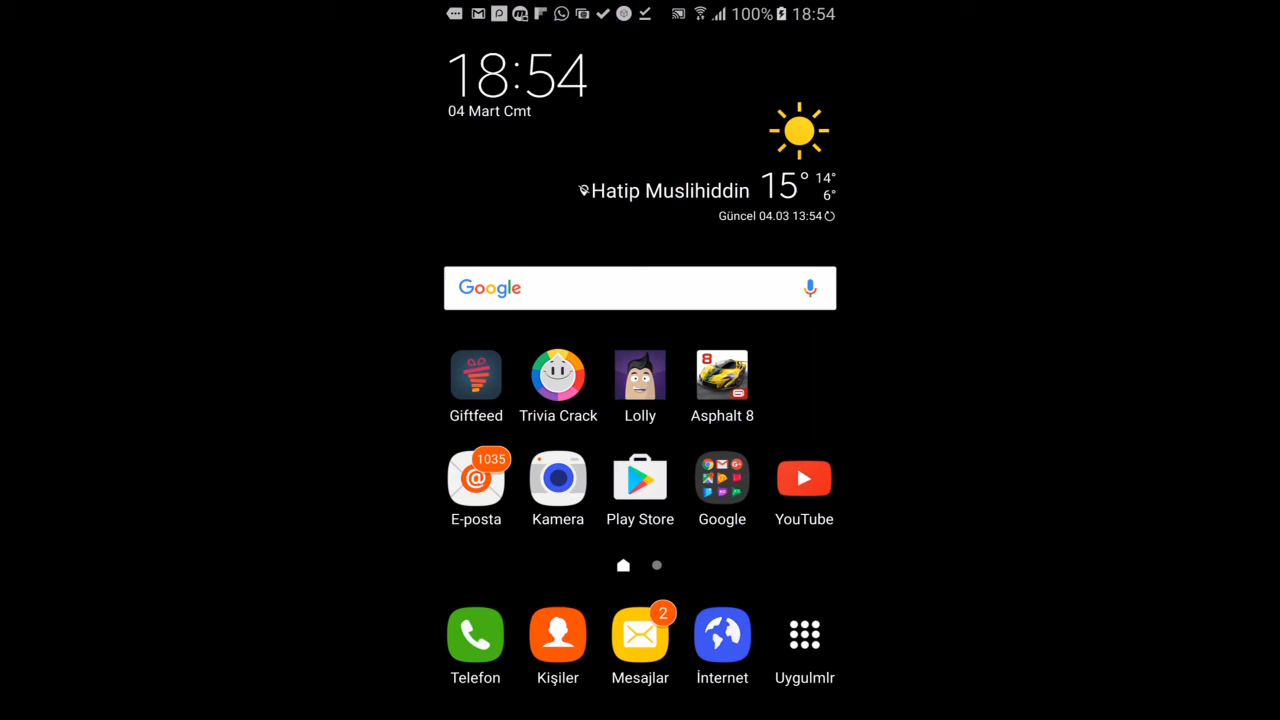 100% 18:54
18:54
04 Mart Cmt
Hatip Muslihiddin 15° 14°
6°
Güncel 04.03 13:54
Google
8
Giftfeed Trivia Crack Lolly Asphalt 8
1035
E-posta Kamera Play Store Google YouTube
2
Telefon Kişiler Mesajlar İnternet Uygulmlr